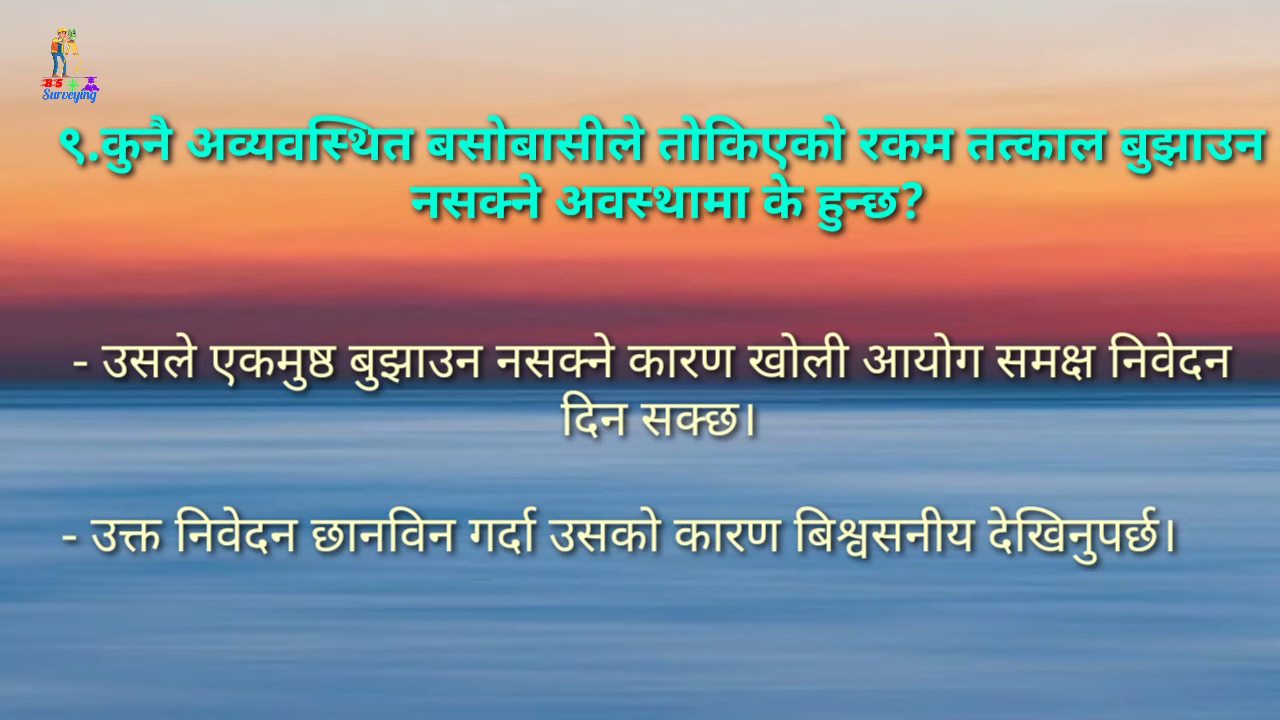 BS
Surveying
९.कुनै अव्यवस्थित बसोबासीले तोकिएको रकम तत्काल बुझाउन
नसक्ने अवस्थामा के हुन्छ?
- उसले एकमुष्ठ बुझाउन नसक्ने कारण खोली आयोग समक्ष निवेदन
दिन सक्छ।
- उक्त निवेदन छानविन गर्दा उसको कारण बिश्वसनीय देखिनुपर्छ।